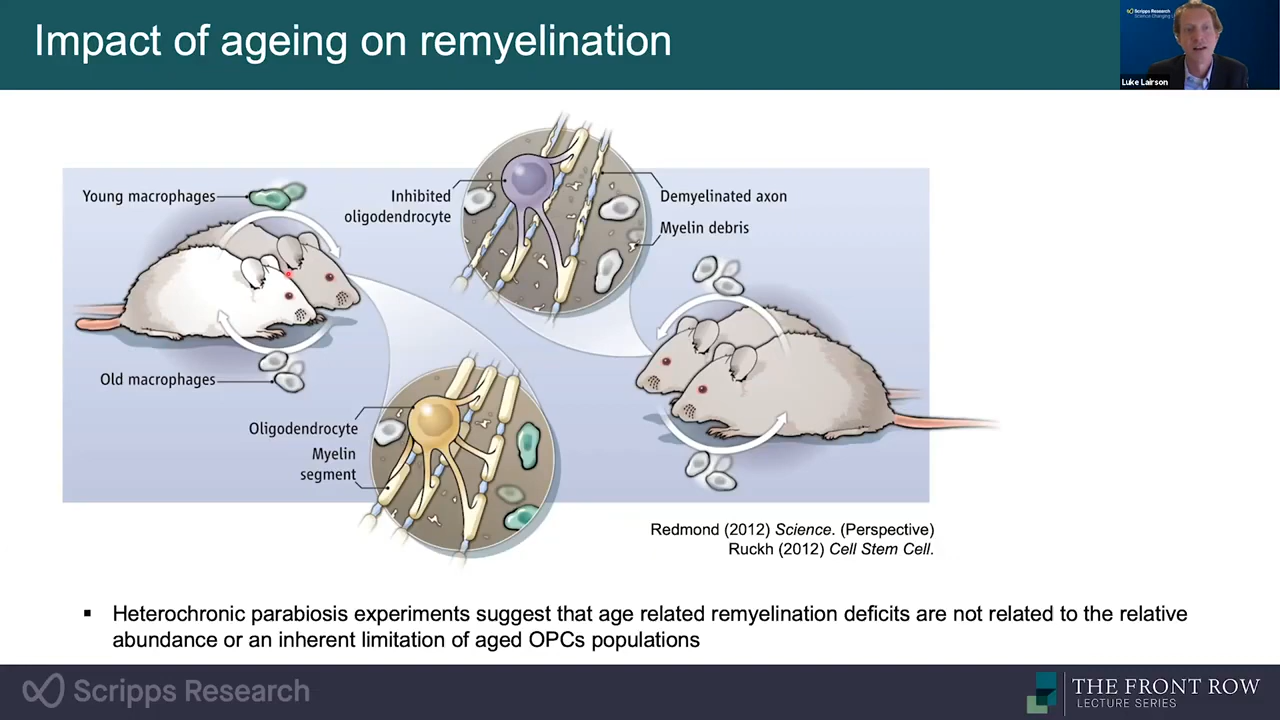 Impact of ageing on remyelination
Scripps Research
Luke Lairson
Young macrophages
Inhibited
oligodendrocyte
Demyelinated axon
Myelin debris
Old macrophages
Oligodendrocyte
Myelin
segment
Redmond (2012) Science. (Perspective)
Ruckh (2012) Cell Stem Cell.
▪ Heterochronic parabiosis experiments suggest that age related remyelination deficits are not related to the relative
abundance or an inherent limitation of aged OPCs populations
Scripps Research
THE FRONT ROW
LECTURE SERIES